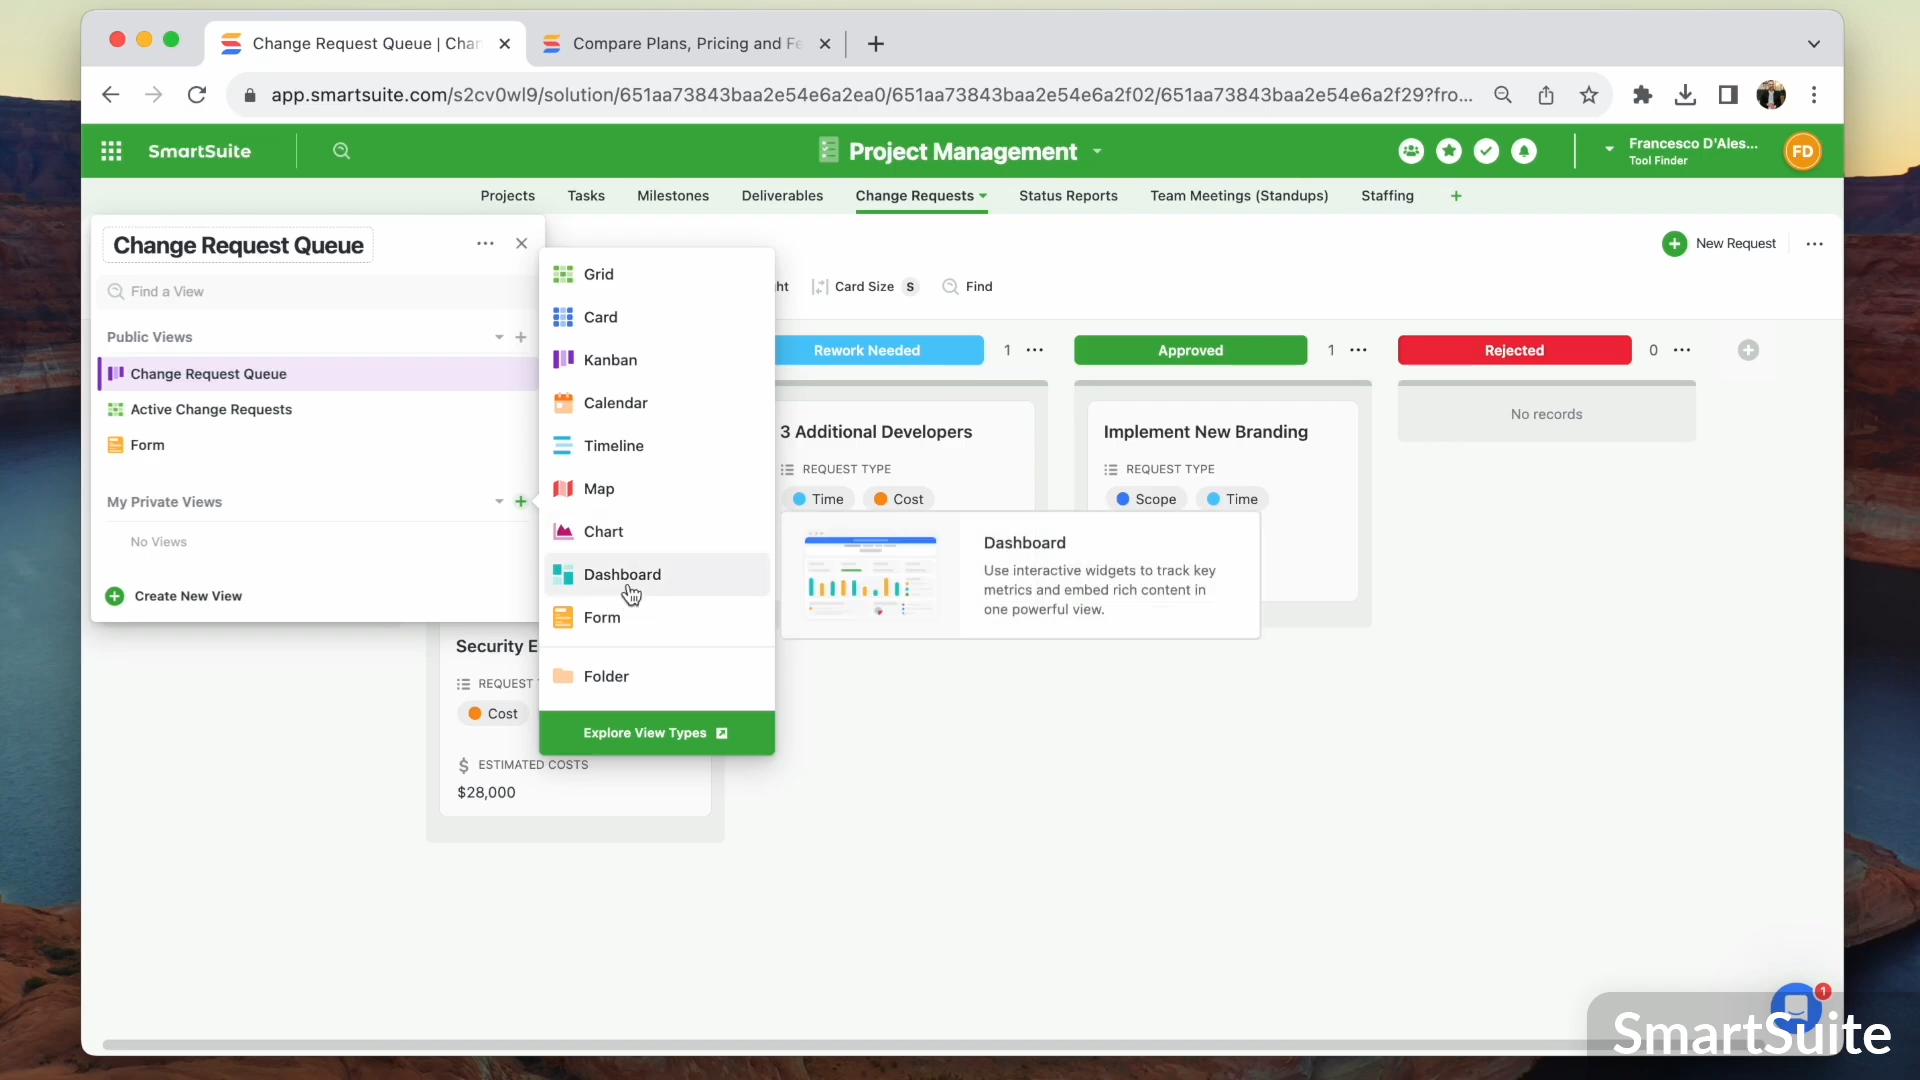 Change Request Queue | Chan
Compare Plans, Pricing and Fe
app.smartsuite.com/s2cv0wl9/solution/651aa73843baa2e54e6a2ea0/651aa73843baa2e54e6a2f02/651aa73843baa2e54e6a2f29?fro...
SmartSuite
Project Management
Francesco D'Ales...
Tool Finder
FD
Projects
Tasks
Milestones
Deliverables
Change Requests
Status Reports
Team Meetings (Standups)
Staffing
Change Request Queue
New Request
Find a View
Public Views
Change Request Queue
Active Change Requests
Form
My Private Views
No Views
Create New View
Grid
Card
Kanban
Calendar
Timeline
Map
Chart
Dashboard
Form
Folder
Explore View Types
ht
Card Size S
Find
Rework Needed 1
Approved 1
Rejected 0
3 Additional Developers
REQUEST TYPE
Time
Cost
Implement New Branding
REQUEST TYPE
Scope
Time
No records
Dashboard
Use interactive widgets to track key
metrics and embed rich content in
one powerful view.
Security E
REQUEST T
Cost
ESTIMATED COSTS
$28,000
1
SmartSuite